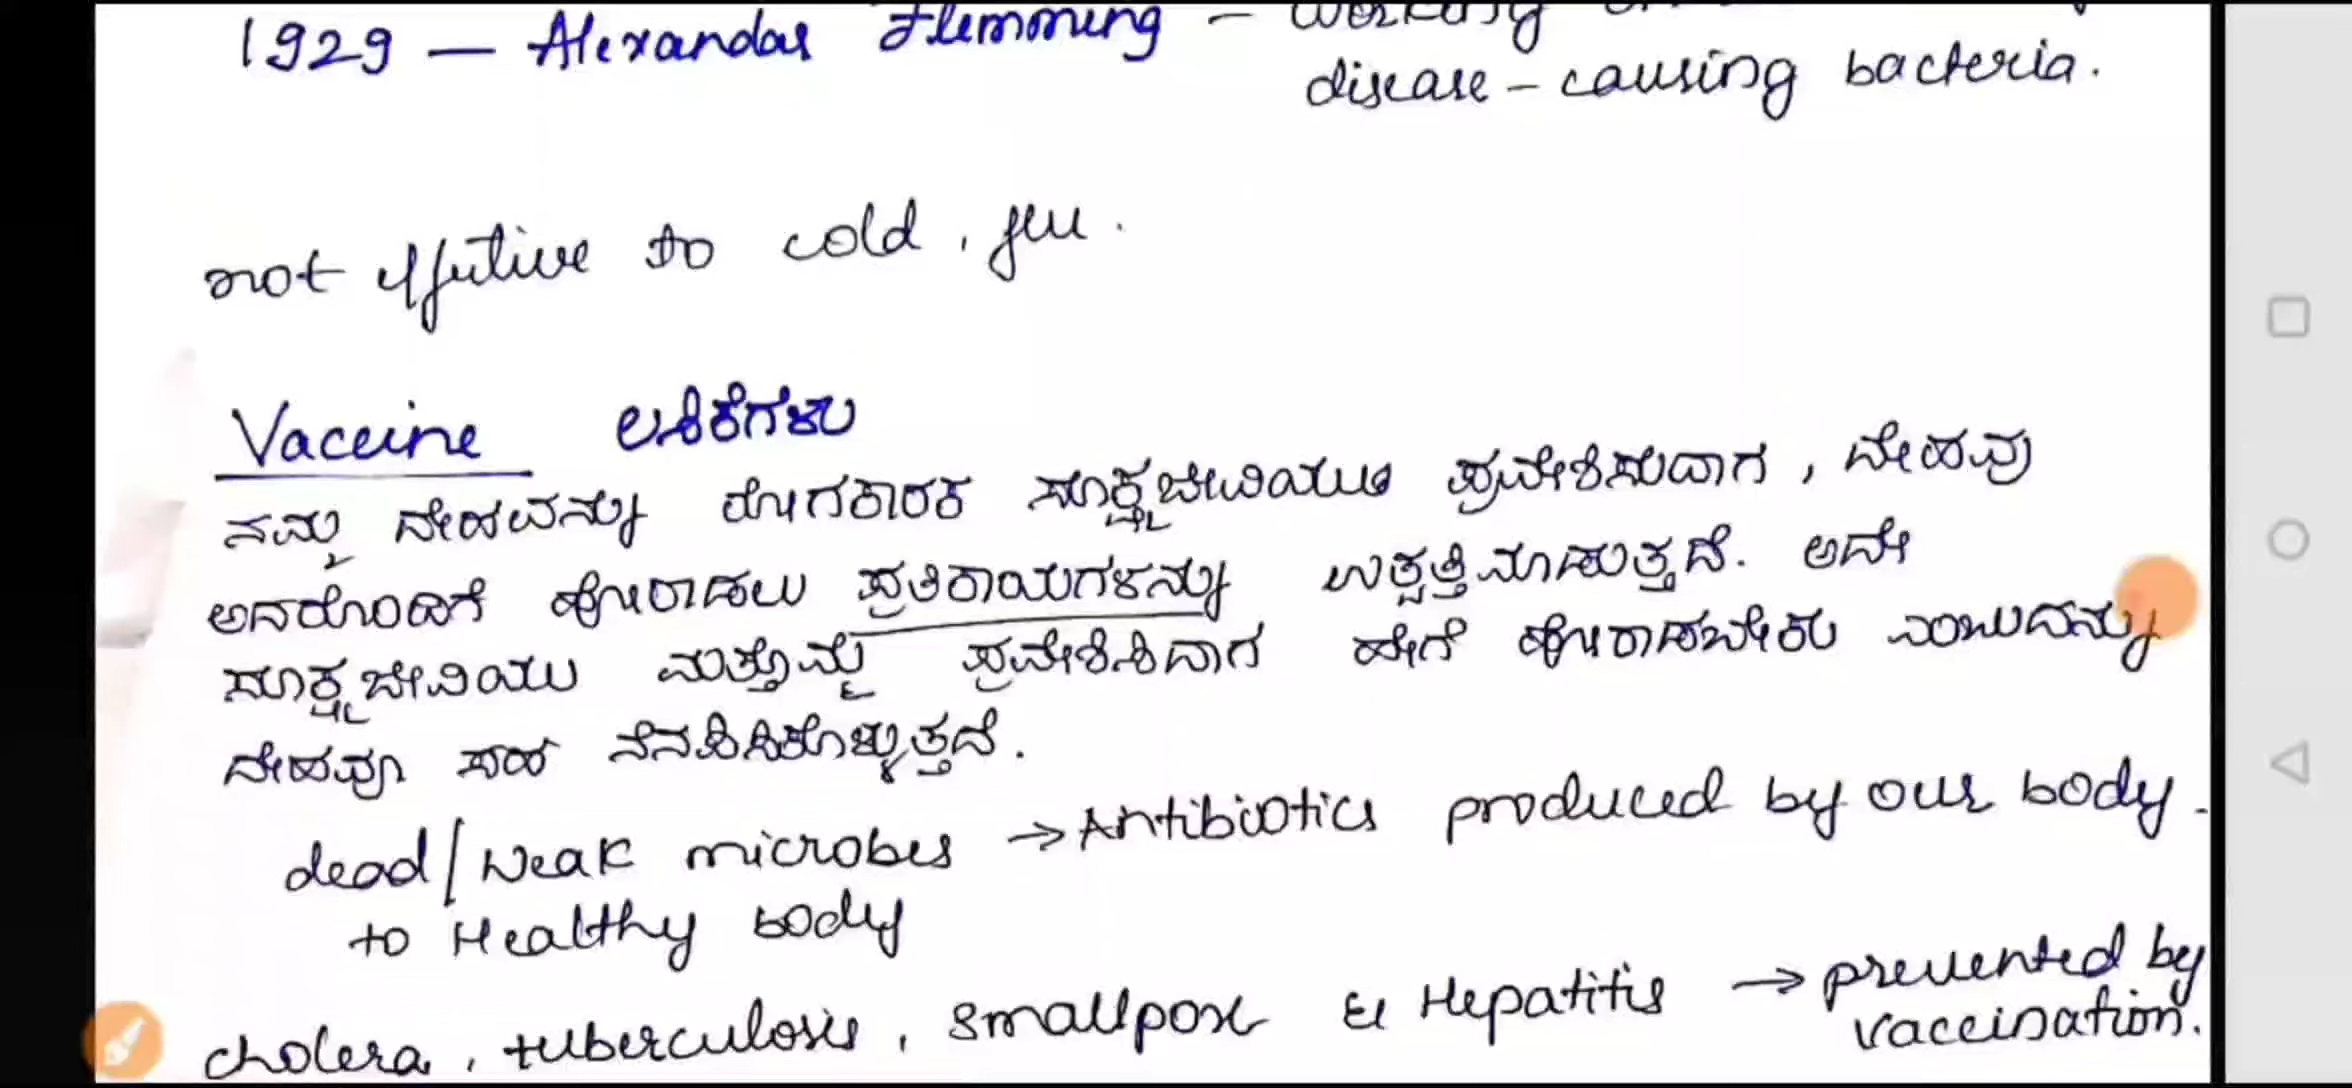 1929 — Alexandar Flemming – working
disease – causing bacteria.
not effective to cold, flu.
Vaccine ಲಸಿಕೆಗಳು
ನಮ್ಮ ದೇಹವನ್ನು ರೋಗಕಾರಕ ಸೂಕ್ಷ್ಮಜೀವಿಯು ಪ್ರವೇಶಿಸುದಾಗ, ದೇಹವು
ಅದರೊಂದಿಗೆ ಹೋರಾಡಲು ಪ್ರತಿಕಾಯಗಳನ್ನು ಉತ್ಪತ್ತಿಮಾಡುತ್ತದೆ. ಅದೇ
ಸೂಕ್ಷ್ಮಜೀವಿಯು ಮತ್ತೊಮ್ಮೆ ಪ್ರವೇಶಿಸಿದಾಗ ಹೇಗೆ ಹೋರಾಡಬೇಕು ಎಂಬುದನ್ನು
ದೇಹವೂ ಸಹ ನೆನಪಿಸಿಕೊಳ್ಳುತ್ತದೆ.
dead/weak microbes → Antibiotics produced by our body.
to Healthy body
cholera, tuberculosis, smallpox & Hepatitis → prevented by
vaccination.